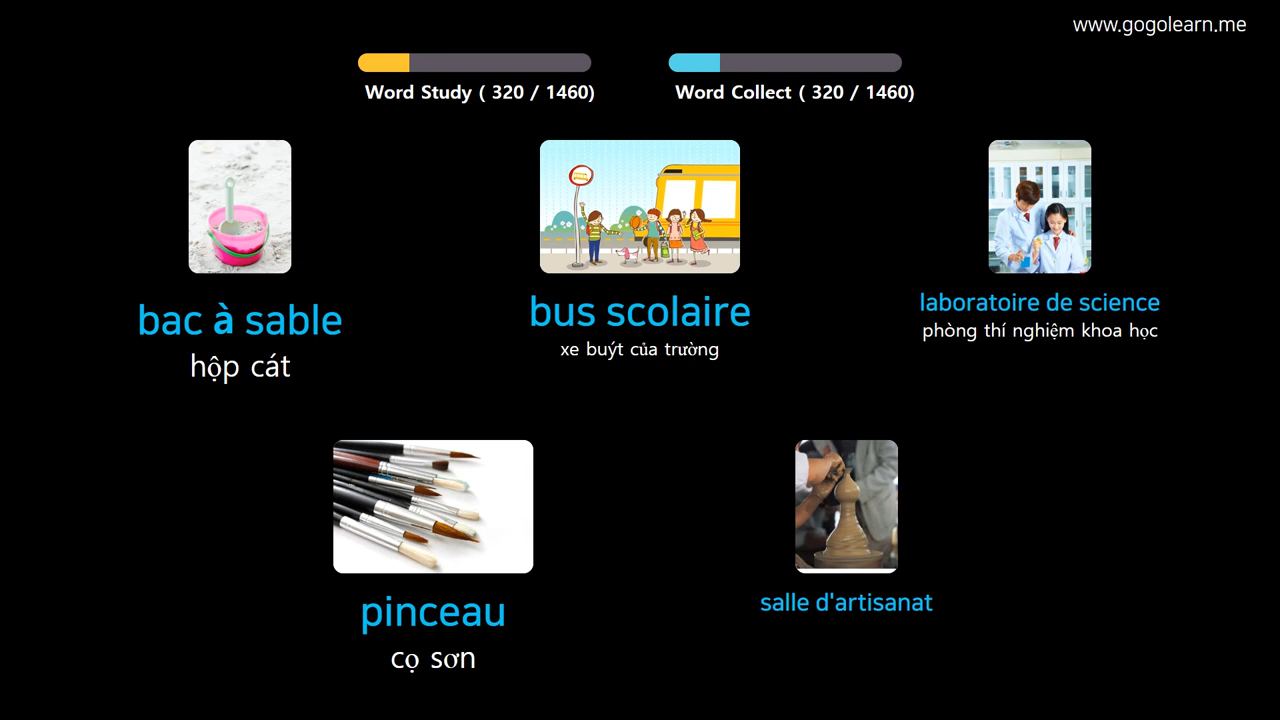 www.gogolearn.me
Word Study ( 320 / 1460)
Word Collect ( 320 / 1460)
bac à sable
hộp cát
bus scolaire
xe buýt của trường
laboratoire de science
phòng thí nghiệm khoa học
pinceau
cọ sơn
salle d'artisanat